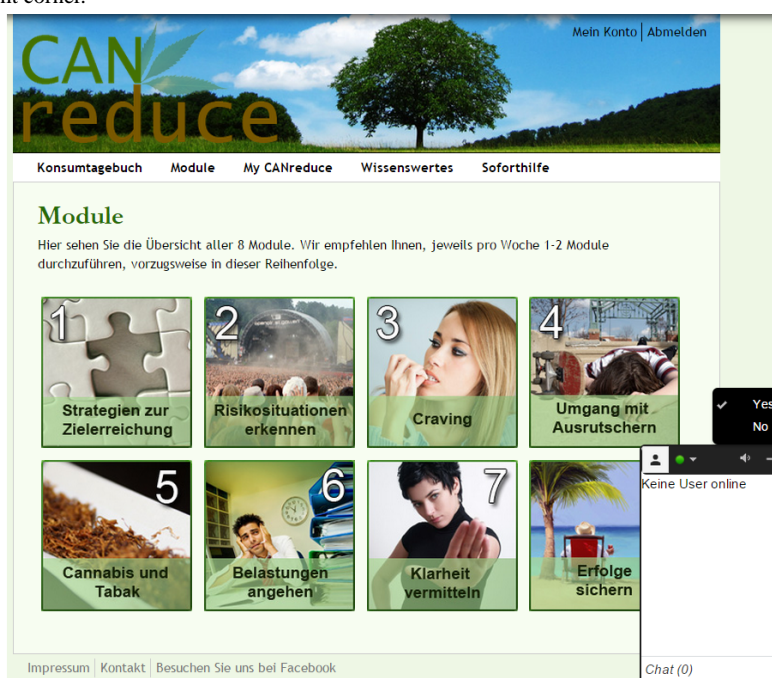 nt corner.
CAN
reduce
Mein Konto Abmelden
Konsumtagebuch Module My CANreduce Wissenswertes Soforthilfe
Module
Hier sehen Sie die Übersicht aller 8 Module. Wir empfehlen Ihnen, jeweils pro Woche 1-2 Module
durchzuführen, vorzugsweise in dieser Reihenfolge.
1
Strategien zur
Zielerreichung
2
Risikosituationen
erkennen
3
Craving
4
Umgang mit
Ausrutschern
Yes
No
5
Cannabis und
Tabak
6
Belastungen
angehen
7
Klarheit
vermitteln
Erfolge
sichern
Keine User online
Chat (0)
Impressum Kontakt Besuchen Sie uns bei Facebook